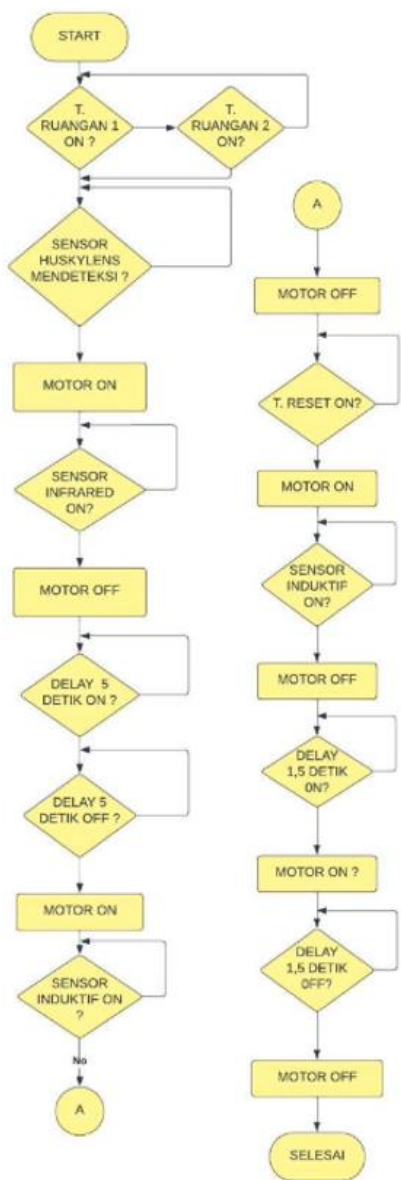 START
T.
RUANGAN 1
ON ?
T.
RUANGAN 2
ON?
SENSOR
HUSKYLENS
MENDETEKSI ?
MOTOR ON
SENSOR
INFRARED
ON?
MOTOR OFF
DELAY 5
DETIK ON ?
DELAY 5
DETIK OFF ?
MOTOR ON
SENSOR
INDUKTIF ON
?
No
A
A
MOTOR OFF
T. RESET ON?
MOTOR ON
SENSOR
INDUKTIF
ON?
MOTOR OFF
DELAY
1,5 DETIK
0N?
MOTOR ON ?
DELAY
1,5 DETIK
0FF?
MOTOR OFF
SELESAI